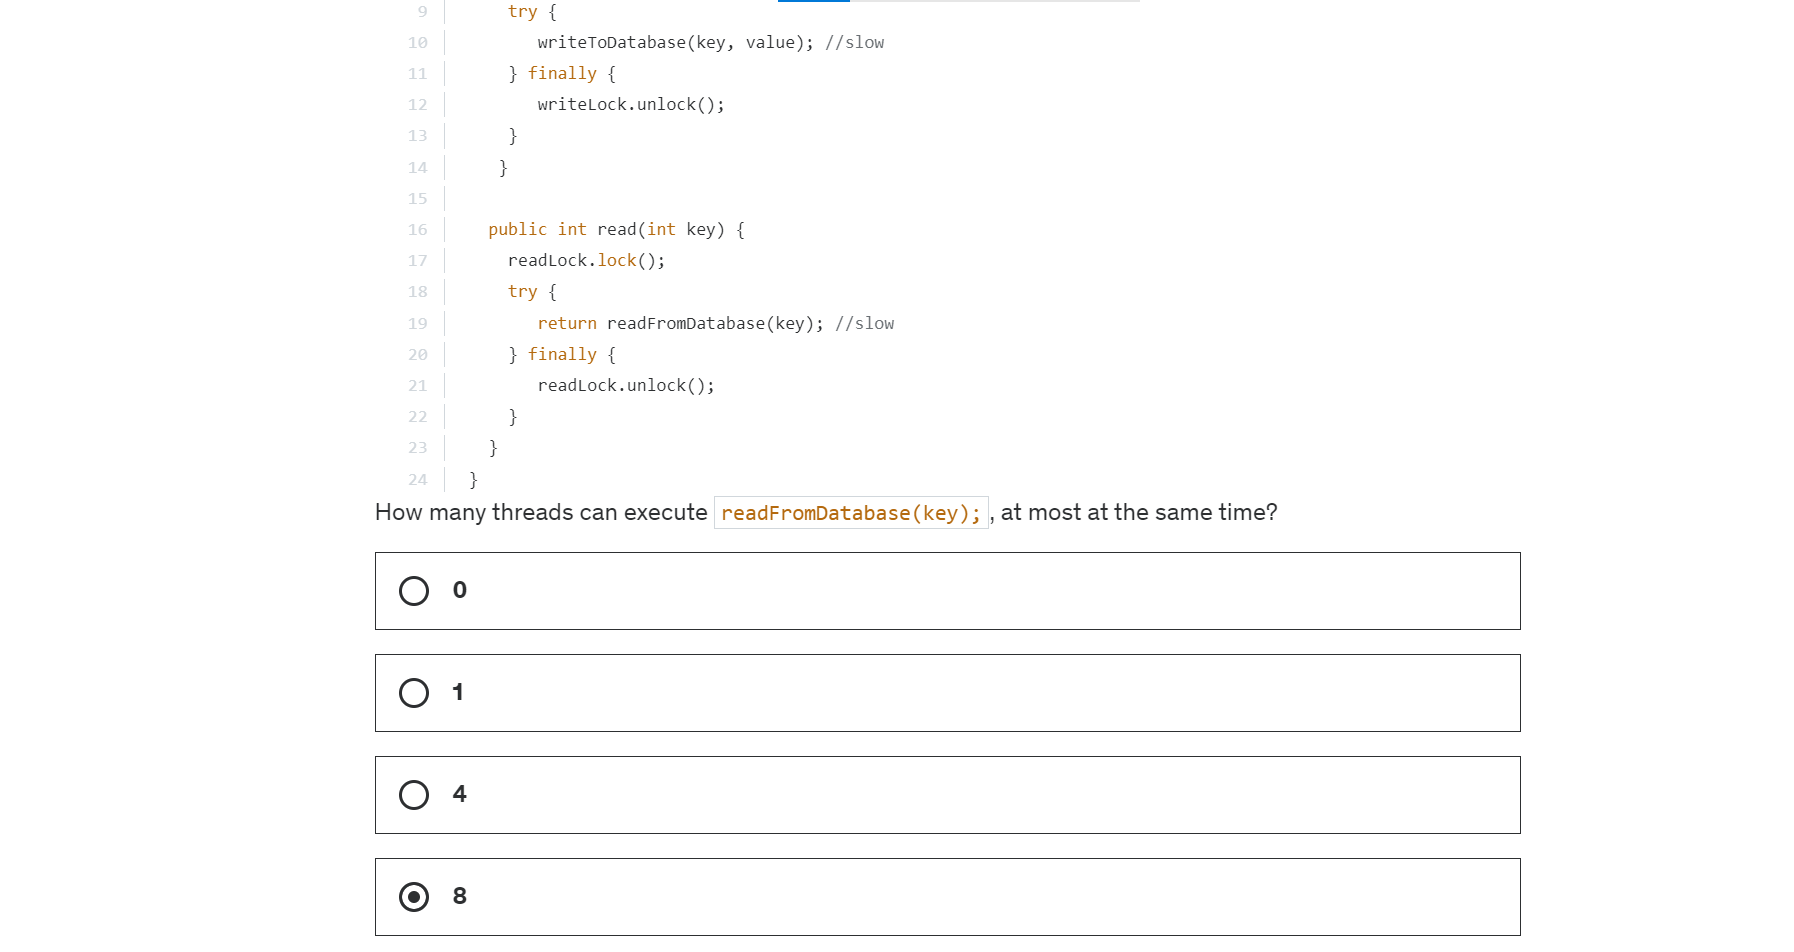 9 try {
10 writeToDatabase(key, value); //slow
11 } finally {
12 writeLock.unlock();
13 }
14 }
15
16 public int read(int key) {
17 readLock.lock();
18 try {
19 return readFromDatabase(key); //slow
20 } finally {
21 readLock.unlock();
22 }
23 }
24 }
How many threads can execute readFromDatabase(key); , at most at the same time?
0
1
4
8